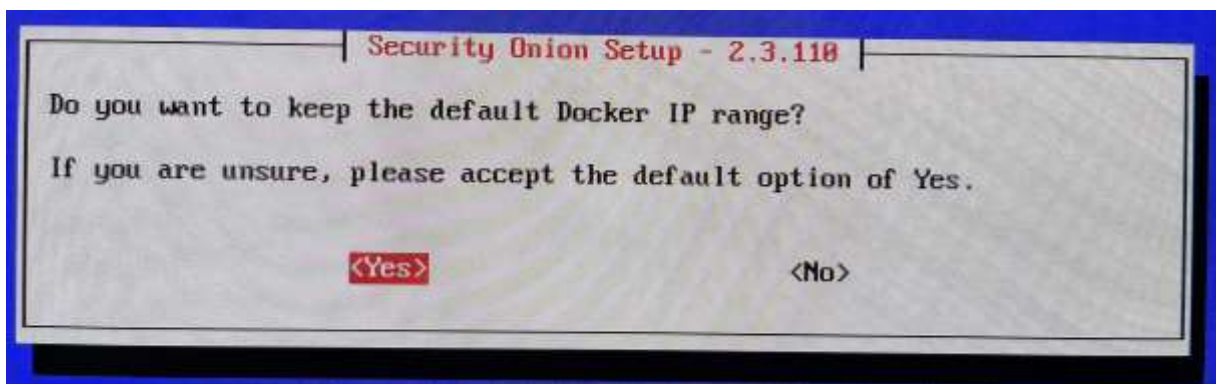 Security Onion Setup - 2.3.110
Do you want to keep the default Docker IP range?
If you are unsure, please accept the default option of Yes.
<Yes> <No>